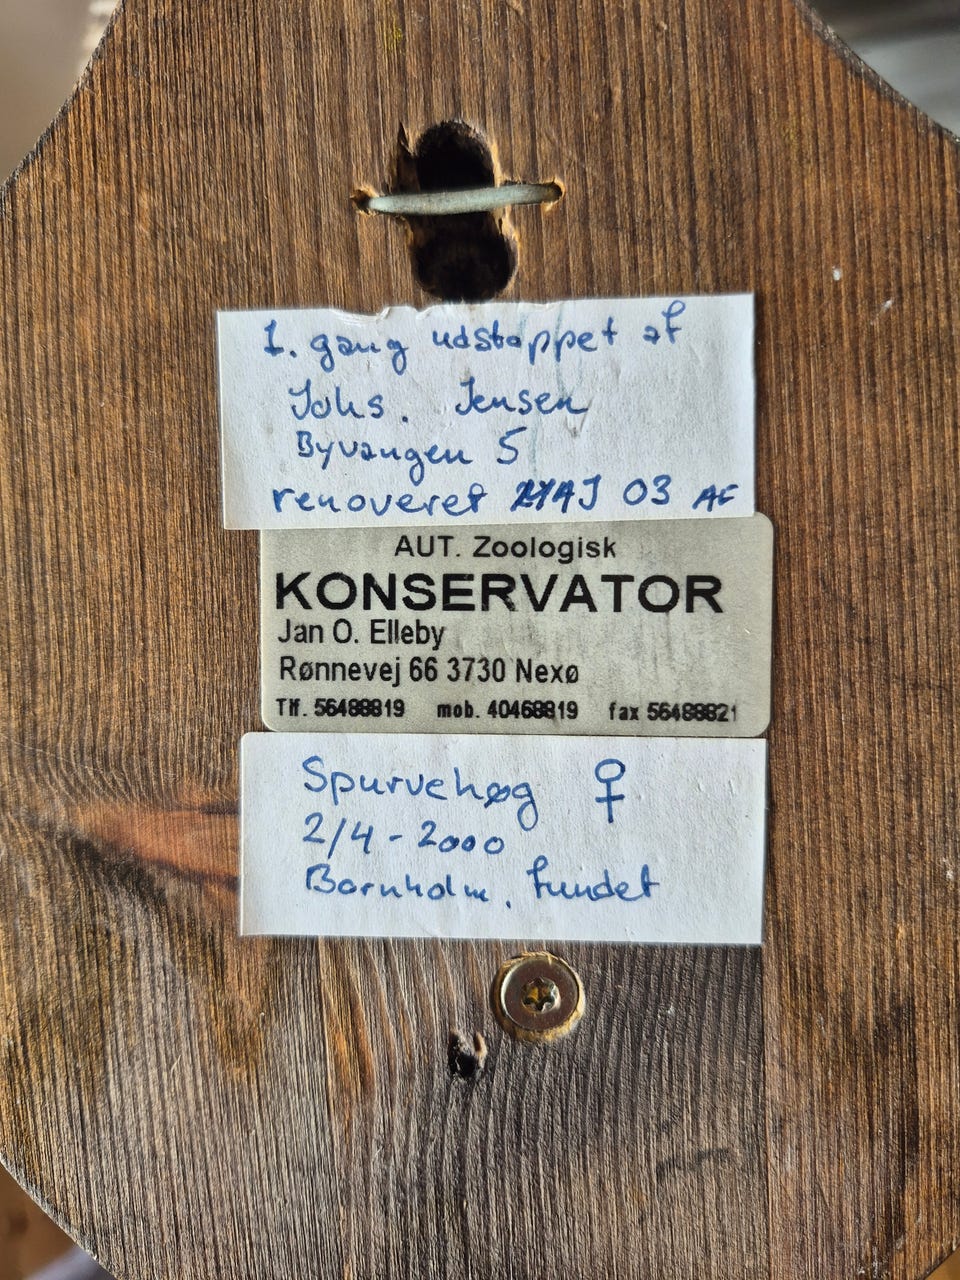 1. gang udstoppet af
Johs. Jensen
Byvangen 5
renoveret MAJ 03 AF
AUT. Zoologisk
KONSERVATOR
Jan O. Elleby
Rønnevej 66 3730 Nexø
Tlf. 56488819 mob. 40468819 fax 56488821
Spurvehøg ♀
2/4-2000
Bornholm. fundet